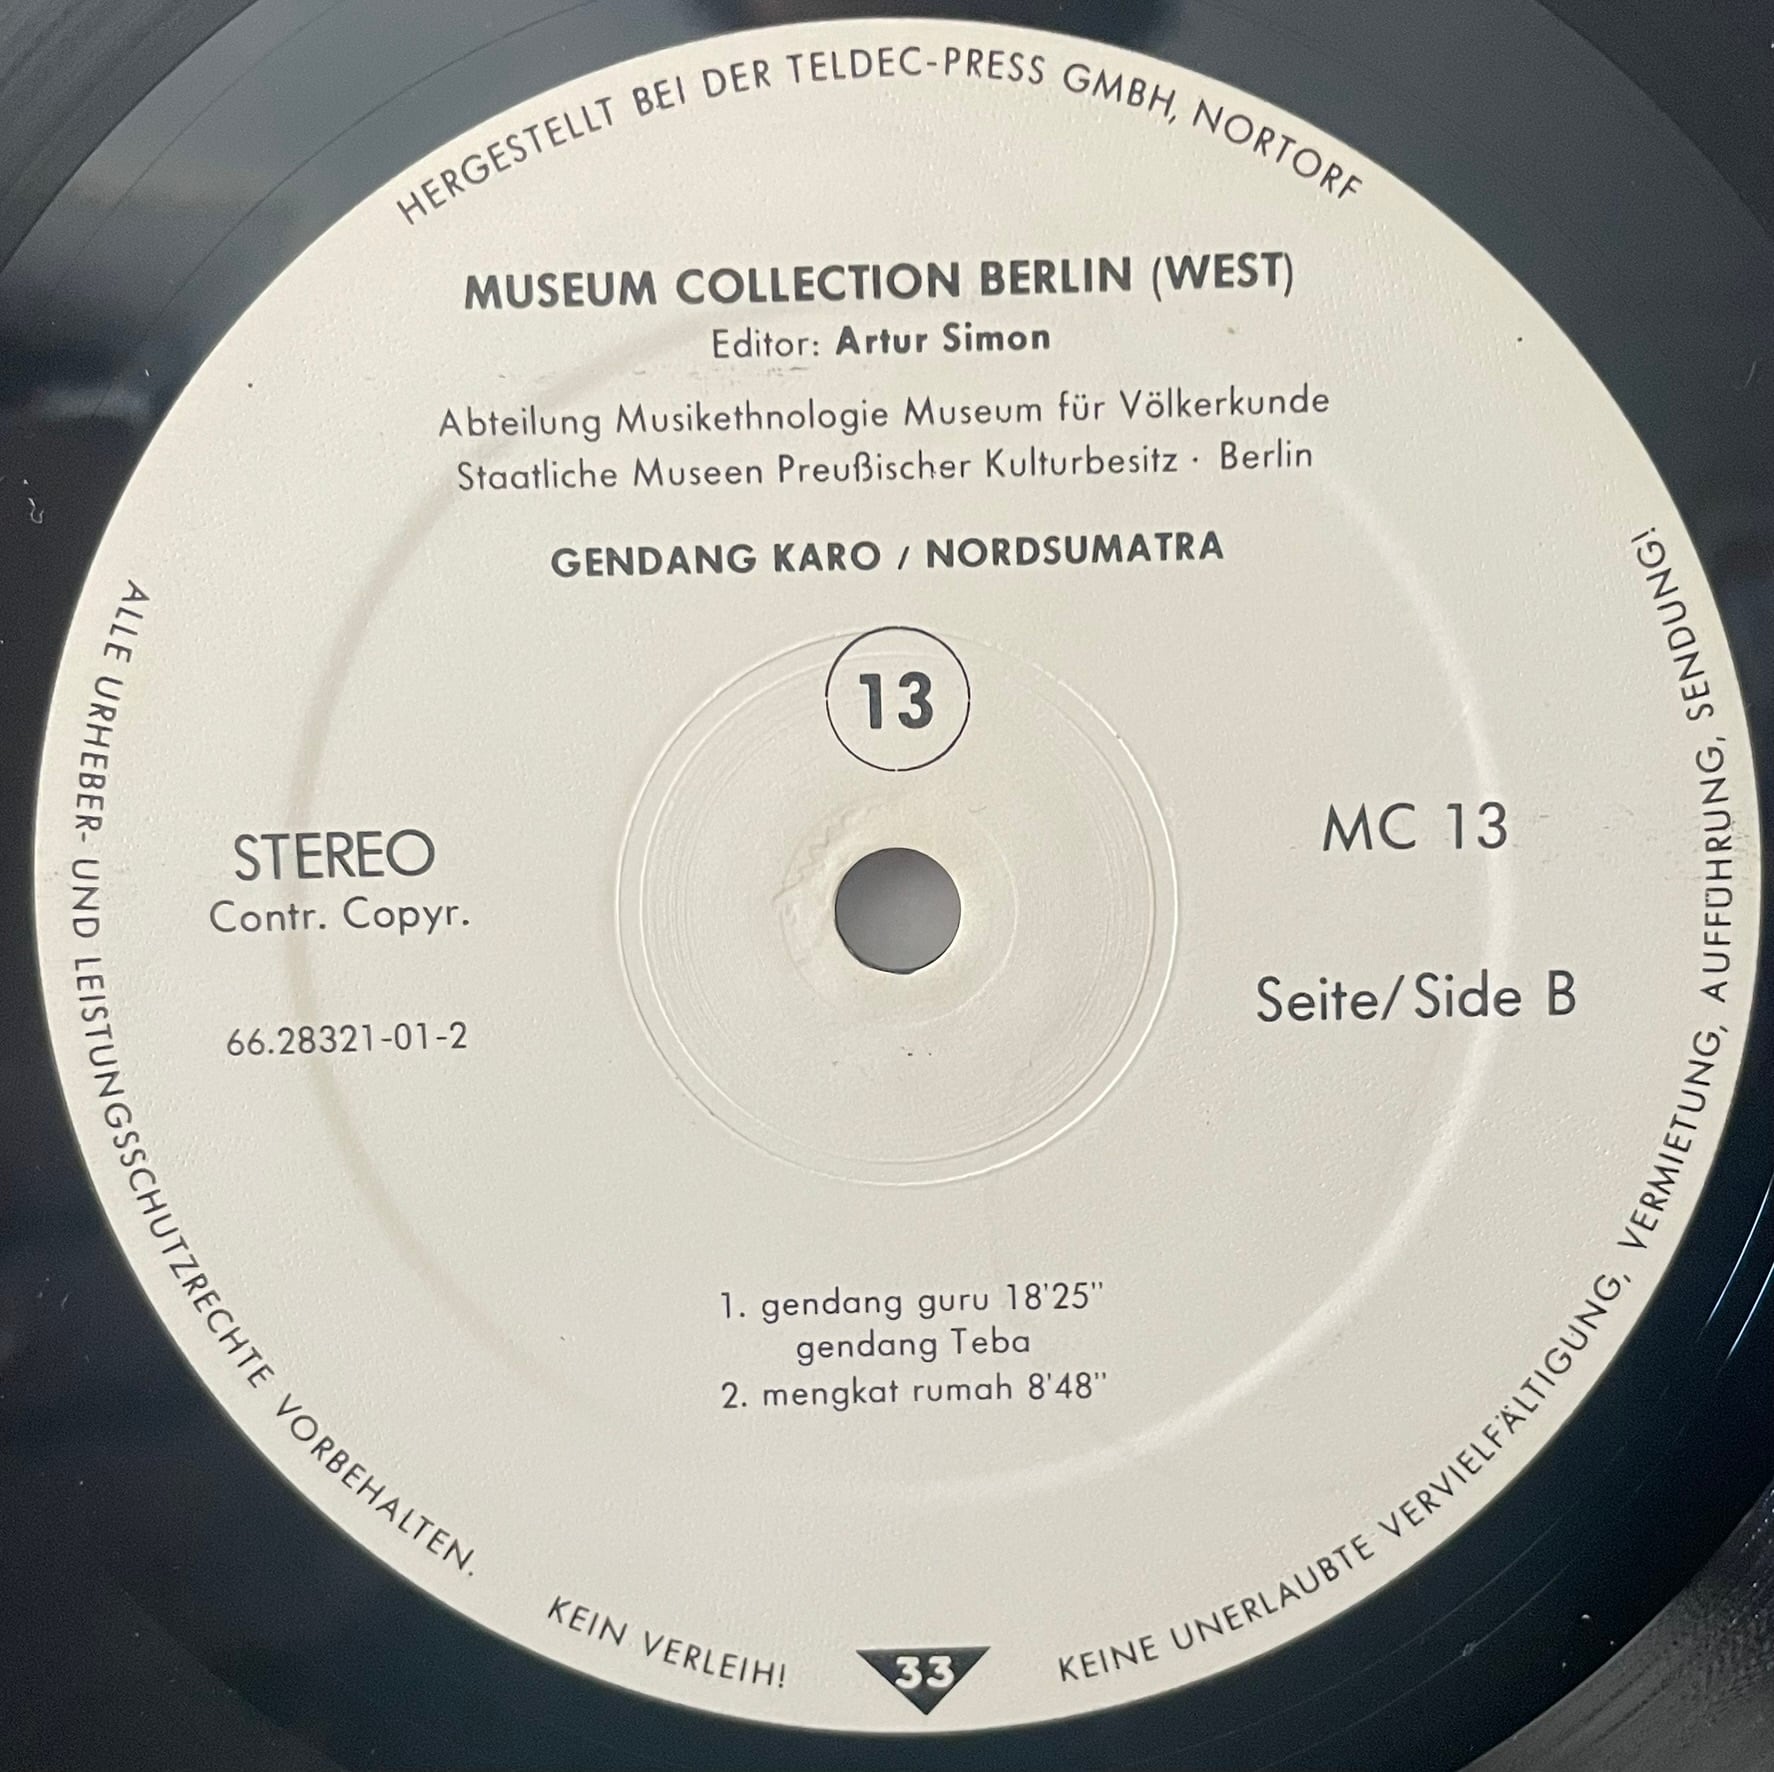 HERGESTELLT BEI DER TELDEC-PRESS GMBH, NORTORF
MUSEUM COLLECTION BERLIN (WEST)
Editor: Artur Simon
Abteilung Musikethnologie Museum für Völkerkunde
Staatliche Museen Preußischer Kulturbesitz · Berlin
GENDANG KARO / NORDSUMATRA
13
STEREO
Contr. Copyr.
66.28321-01-2
MC 13
Seite/Side B
1. gendang guru 18'25"
gendang Teba
2. mengkat rumah 8'48"
ALLE URHEBER- UND LEISTUNGSSCHUTZRECHTE VORBEHALTEN.
KEIN VERLEIH!
33
KEINE UNERLAUBTE VERVIELFÄLTIGUNG, VERMIETUNG, AUFFÜHRUNG, SENDUNG!